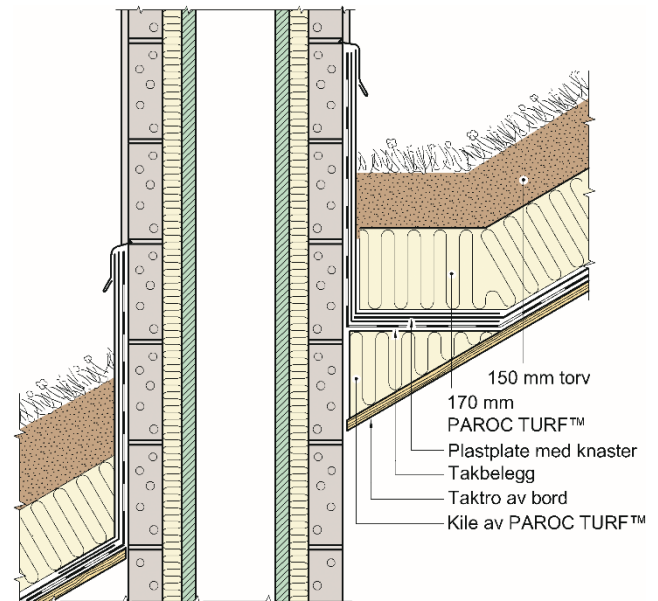 150 mm torv
170 mm
PAROC TURF™
Plastplate med knaster
Takbelegg
Taktro av bord
Kile av PAROC TURF™